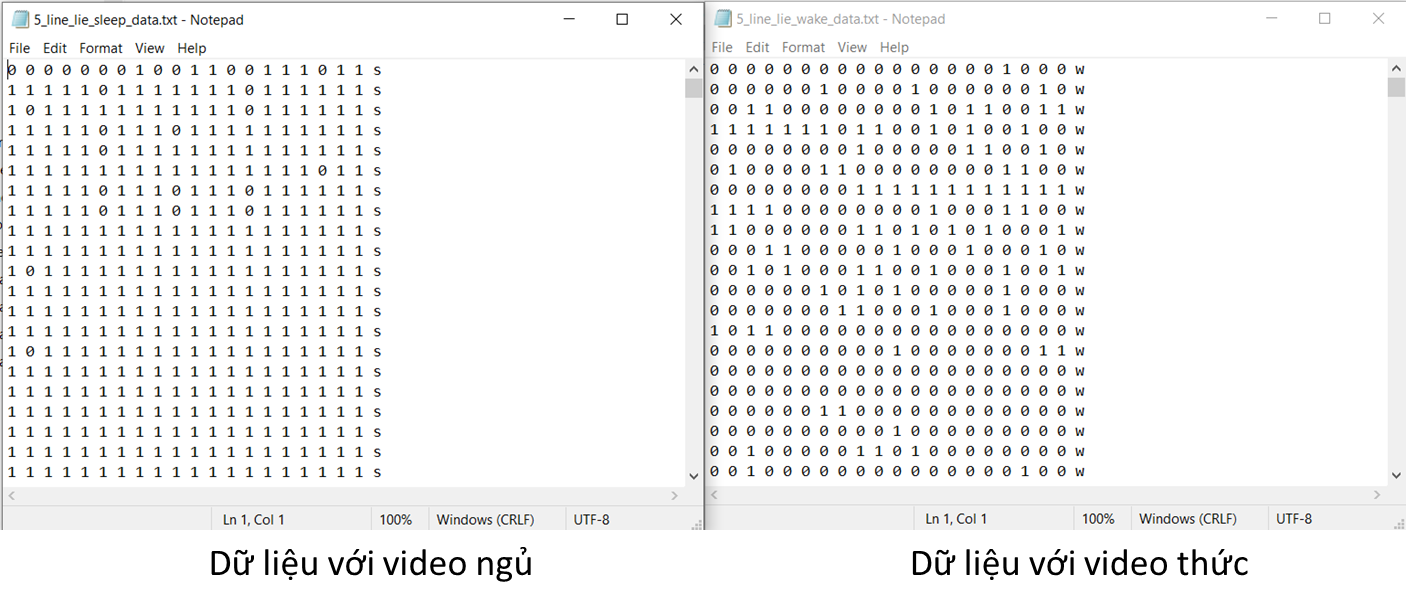 5_line_lie_sleep_data.txt - Notepad
File Edit Format View Help
0 0 0 0 0 0 0 1 0 0 1 1 0 0 1 1 1 0 1 1 s
1 1 1 1 1 0 1 1 1 1 1 1 1 0 1 1 1 1 1 1 s
1 0 1 1 1 1 1 1 1 1 1 1 1 0 1 1 1 1 1 1 s
1 1 1 1 1 0 1 1 1 0 1 1 1 1 1 1 1 1 1 1 s
1 1 1 1 1 0 1 1 1 1 1 1 1 1 1 1 1 1 1 1 s
1 1 1 1 1 1 1 1 1 1 1 1 1 1 1 1 1 0 1 1 s
1 1 1 1 1 0 1 1 1 0 1 1 1 0 1 1 1 1 1 1 s
1 1 1 1 1 0 1 1 1 0 1 1 1 0 1 1 1 1 1 1 s
1 1 1 1 1 1 1 1 1 1 1 1 1 1 1 1 1 1 1 1 s
1 1 1 1 1 1 1 1 1 1 1 1 1 1 1 1 1 1 1 1 s
1 0 1 1 1 1 1 1 1 1 1 1 1 1 1 1 1 1 1 1 s
1 1 1 1 1 1 1 1 1 1 1 1 1 1 1 1 1 1 1 1 s
1 1 1 1 1 1 1 1 1 1 1 1 1 1 1 1 1 1 1 1 s
1 1 1 1 1 1 1 1 1 1 1 1 1 1 1 1 1 1 1 1 s
1 0 1 1 1 1 1 1 1 1 1 1 1 1 1 1 1 1 1 1 s
1 1 1 1 1 1 1 1 1 1 1 1 1 1 1 1 1 1 1 1 s
1 1 1 1 1 1 1 1 1 1 1 1 1 1 1 1 1 1 1 1 s
1 1 1 1 1 1 1 1 1 1 1 1 1 1 1 1 1 1 1 1 s
1 1 1 1 1 1 1 1 1 1 1 1 1 1 1 1 1 1 1 1 s
1 1 1 1 1 1 1 1 1 1 1 1 1 1 1 1 1 1 1 1 s
1 1 1 1 1 1 1 1 1 1 1 1 1 1 1 1 1 1 1 1 s
Ln 1, Col 1 100% Windows (CRLF) UTF-8
Dữ liệu với video ngủ
5_line_lie_wake_data.txt - Notepad
File Edit Format View Help
0 0 0 0 0 0 0 0 0 0 0 0 0 0 0 0 1 0 0 0 w
0 0 0 0 0 0 1 0 0 0 0 1 0 0 0 0 0 0 1 0 w
0 0 1 1 0 0 0 0 0 0 0 0 1 0 1 1 0 0 1 1 w
1 1 1 1 1 1 1 0 1 1 0 0 1 0 1 0 0 1 0 0 w
0 0 0 0 0 0 0 0 1 0 0 0 0 0 1 1 0 0 1 0 w
0 1 0 0 0 0 1 1 0 0 0 0 0 0 0 0 1 1 0 0 w
0 0 0 0 0 0 0 0 1 1 1 1 1 1 1 1 1 1 1 1 w
1 1 1 1 0 0 0 0 0 0 0 0 1 0 0 0 1 1 0 0 w
1 1 0 0 0 0 0 0 1 1 0 1 0 1 0 1 0 0 0 1 w
0 0 0 1 1 0 0 0 0 0 1 0 0 0 1 0 0 0 1 0 w
0 0 1 0 1 0 0 0 1 1 0 0 1 0 0 0 1 0 0 1 w
0 0 0 0 0 0 1 0 1 0 1 0 0 0 0 0 1 0 0 0 w
0 0 0 0 0 0 0 1 1 0 0 0 1 0 0 0 1 0 0 0 w
1 0 1 1 0 0 0 0 0 0 0 0 0 0 0 0 0 0 0 0 w
0 0 0 0 0 0 0 0 0 0 1 0 0 0 0 0 0 0 1 1 w
0 0 0 0 0 0 0 0 0 0 0 0 0 0 0 0 0 0 0 0 w
0 0 0 0 0 0 0 0 0 0 0 0 0 0 0 0 0 0 0 0 w
0 0 0 0 0 0 1 1 0 0 0 0 0 0 0 0 0 0 0 0 w
0 0 0 0 0 0 0 0 0 0 1 0 0 0 0 0 0 0 0 0 w
0 0 1 0 0 0 0 0 1 1 0 1 0 0 0 0 0 0 0 0 w
0 0 1 0 0 0 0 0 0 0 0 0 0 0 0 0 0 1 0 0 w
Ln 1, Col 1 100% Windows (CRLF) UTF-8
Dữ liệu với video thức